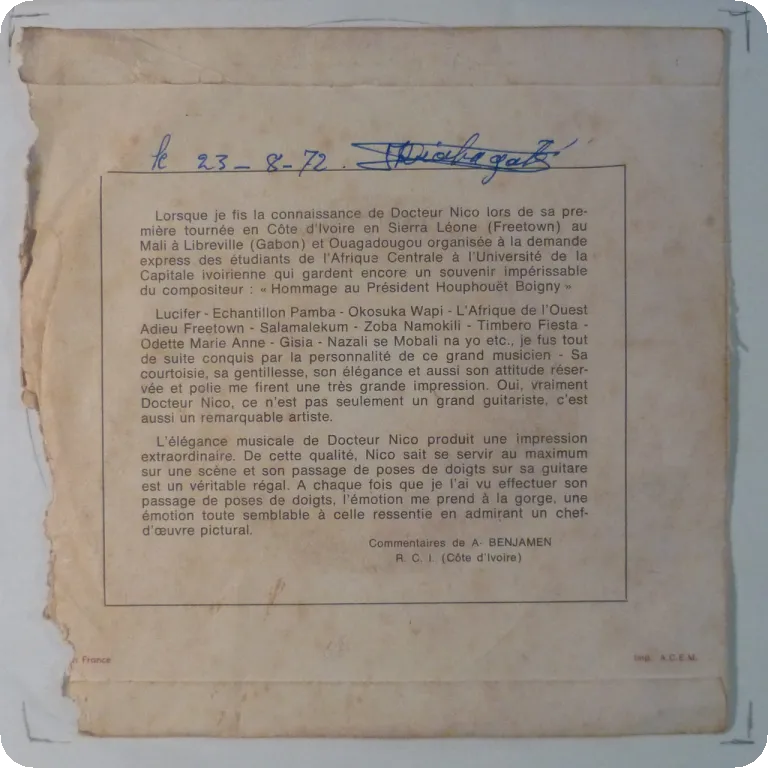 le 23-8-72. Diabagaté
Lorsque je fis la connaissance de Docteur Nico lors de sa pre-
mière tournée en Côte d'Ivoire en Sierra Léone (Freetown) au
Mali à Libreville (Gabon) et Ouagadougou organisée à la demande
express des étudiants de l'Afrique Centrale à l'Université de la
Capitale ivoirienne qui gardent encore un souvenir impérissable
du compositeur : « Hommage au Président Houphouët Boigny »
Lucifer - Echantillon Pamba - Okosuka Wapi - L'Afrique de l'Ouest
Adieu Freetown - Salamalekum - Zoba Namokili - Timbero Fiesta -
Odette Marie Anne - Gisia - Nazali se Mobali na yo etc., je fus tout
de suite conquis par la personnalité de ce grand musicien - Sa
courtoisie, sa gentillesse, son élégance et aussi son attitude réser-
vée et polie me firent une très grande impression. Oui, vraiment
Docteur Nico, ce n'est pas seulement un grand guitariste, c'est
aussi un remarquable artiste.
L'élégance musicale de Docteur Nico produit une impression
extraordinaire. De cette qualité, Nico sait se servir au maximum
sur une scène et son passage de poses de doigts sur sa guitare
est un véritable régal. A chaque fois que je l'ai vu effectuer son
passage de poses de doigts, l'émotion me prend à la gorge, une
émotion toute semblable à celle ressentie en admirant un chef-
d'œuvre pictural.
Commentaires de A- BENJAMEN
R. C. I. (Côte d'Ivoire)
France
Imp. A.C.E.M.